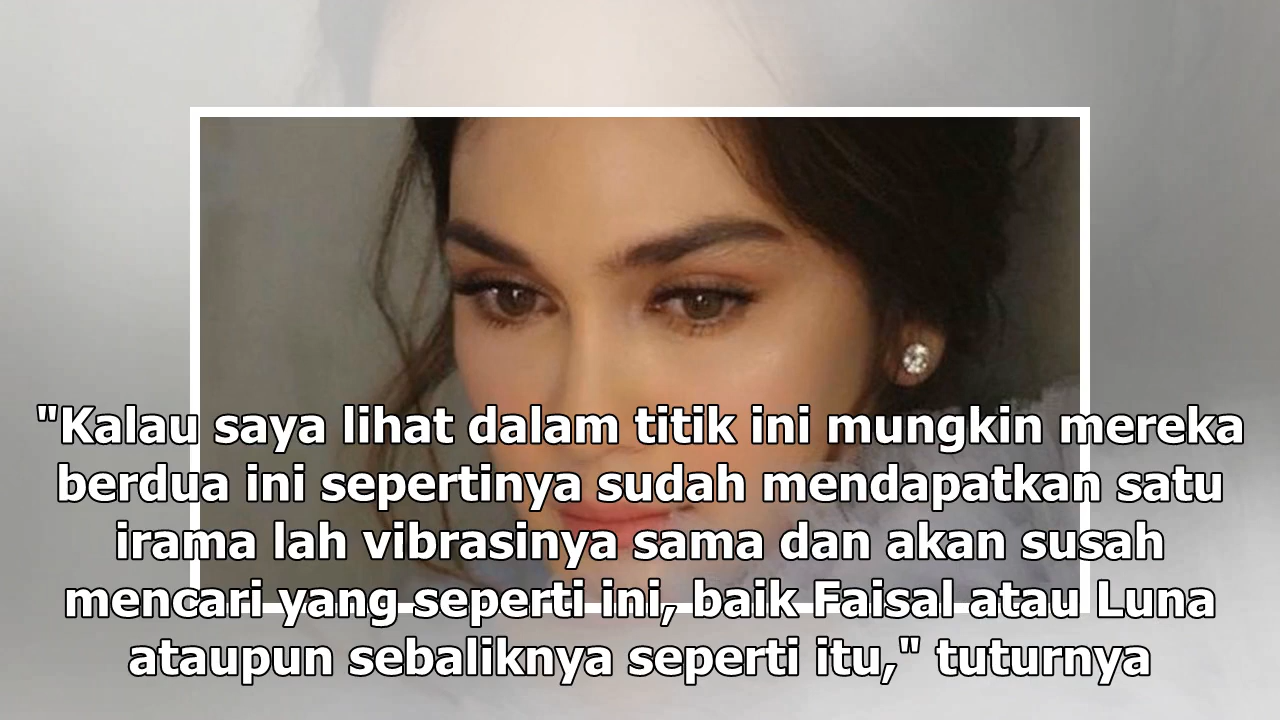 "Kalau saya lihat dalam titik ini mungkin mereka
berdua ini sepertinya sudah mendapatkan satu
irama lah vibrasinya sama dan akan susah
mencari yang seperti ini, baik Faisal atau Luna
ataupun sebaliknya seperti itu," tuturnya